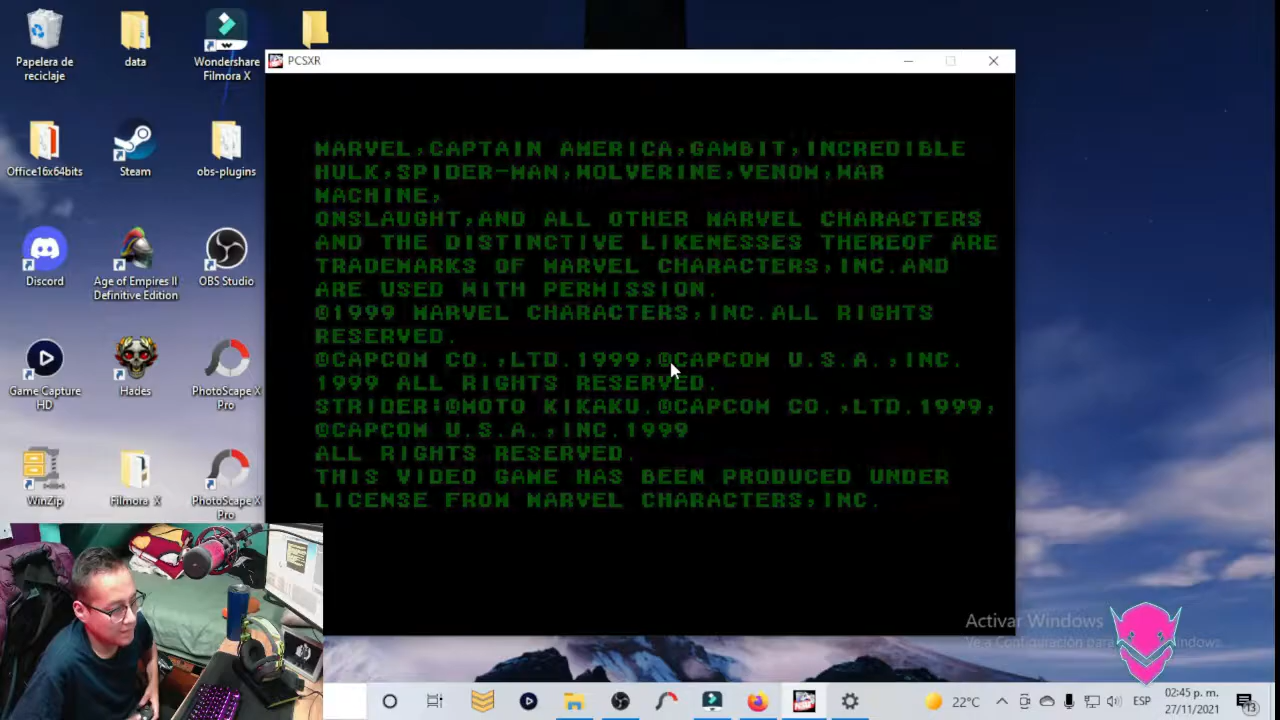 Papelera de
reciclaje
data
Wondershare
Filmora X
Office16x64bits
Steam
obs-plugins
Discord
Age of Empires II
Definitive Edition
OBS Studio
Game Capture
HD
Hades
PhotoScape X
Pro
WinZip
Filmora X
PhotoScape X
Pro
PCSXR
MARVEL,CAPTAIN AMERICA,GAMBIT,INCREDIBLE
HULK,SPIDER-MAN,WOLVERINE,VENOM,WAR
MACHINE,
ONSLAUGHT,AND ALL OTHER MARVEL CHARACTERS
AND THE DISTINCTIVE LIKENESSES THEREOF ARE
TRADEMARKS OF MARVEL CHARACTERS,INC.AND
ARE USED WITH PERMISSION.
©1999 MARVEL CHARACTERS,INC.ALL RIGHTS
RESERVED.
©CAPCOM CO.,LTD.1999,©CAPCOM U.S.A.,INC.
1999 ALL RIGHTS RESERVED.
STRIDER:©MOTO KIKAKU.©CAPCOM CO.,LTD.1999,
©CAPCOM U.S.A.,INC.1999
ALL RIGHTS RESERVED.
THIS VIDEO GAME HAS BEEN PRODUCED UNDER
LICENSE FROM MARVEL CHARACTERS,INC.
Activar Windows
Ve a Configuración para
Windows.
22°C
ESP
02:45 p. m.
27/11/2021
13